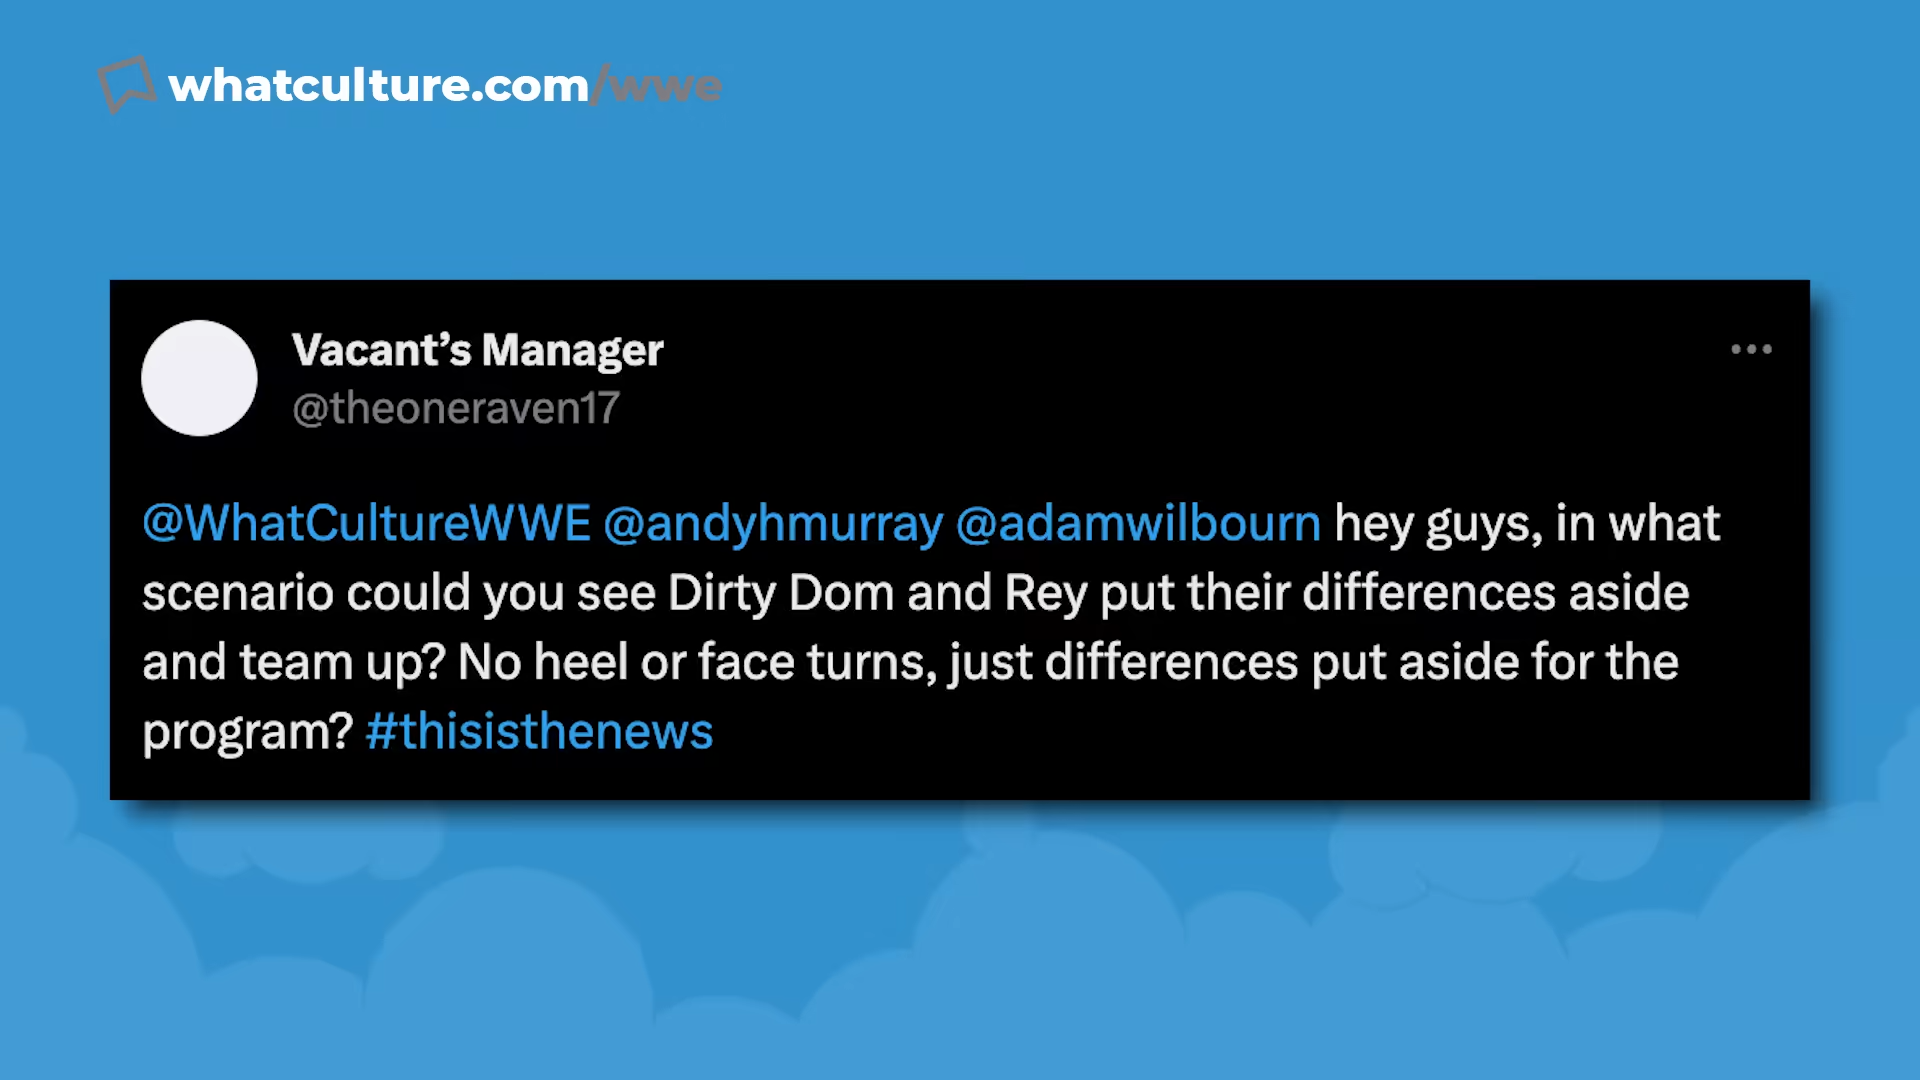 whatculture.com/wwe
Vacant’s Manager
@theoneraven17
@WhatCultureWWE @andyhmurray @adamwilbourn hey guys, in what
scenario could you see Dirty Dom and Rey put their differences aside
and team up? No heel or face turns, just differences put aside for the
program? #thisisthenews